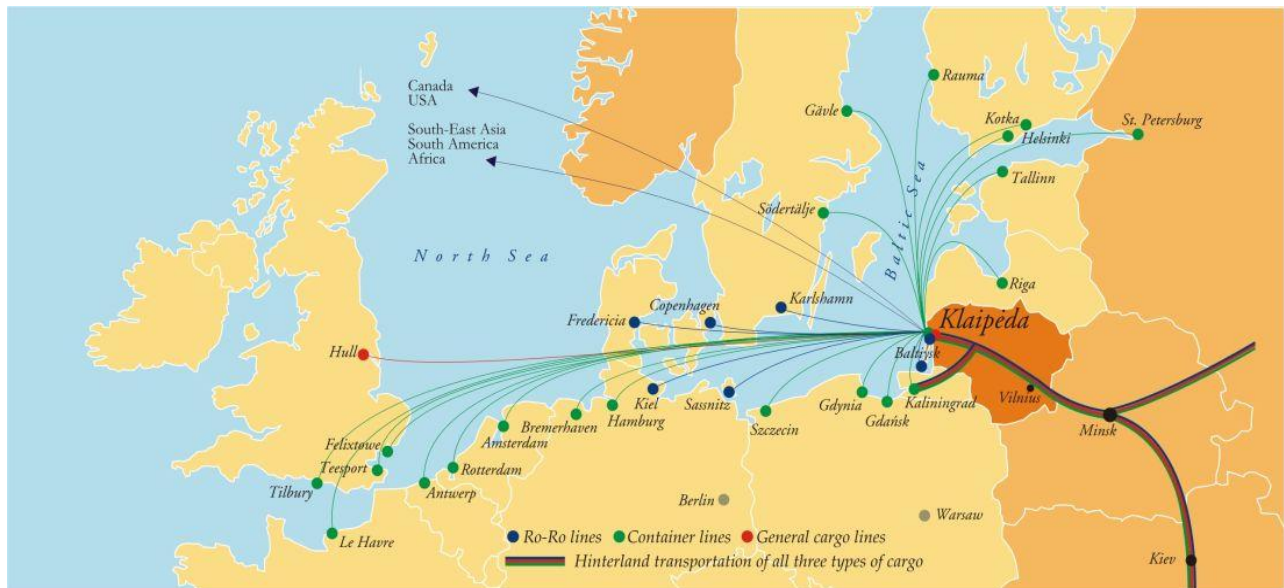 Canada
USA
South-East Asia
South America
Africa
North Sea
Baltic Sea
Rauma
Gävle
Kotka
Helsinki
St. Petersburg
Tallinn
Södertälje
Riga
Karlshamn
Copenhagen
Fredericia
Klaipėda
Hull
Baltiysk
Kiel
Sassnitz
Gdynia
Kaliningrad
Vilnius
Hamburg
Bremerhaven
Szczecin
Gdańsk
Minsk
Amsterdam
Felixtowe
Teesport
Rotterdam
Tilbury
Antwerp
Berlin
Warsaw
Le Havre
Ro-Ro lines
Container lines
General cargo lines
Hinterland transportation of all three types of cargo
Kiev